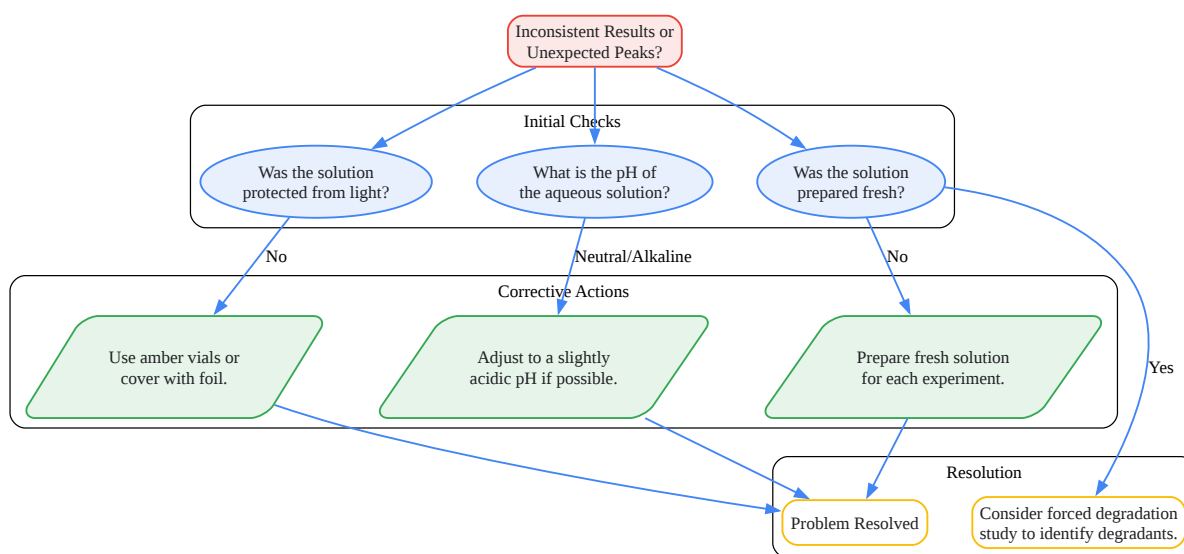 Inconsistent Results or
Unexpected Peaks?
Initial Checks
Was the solution
protected from light?
What is the pH of
the aqueous solution?
Was the solution
prepared fresh?
No
Neutral/Alkaline
No
Yes
Corrective Actions
Use amber vials or
cover with foil.
Adjust to a slightly
acidic pH if possible.
Prepare fresh solution
for each experiment.
Resolution
Problem Resolved
Consider forced degradation
study to identify degradants.